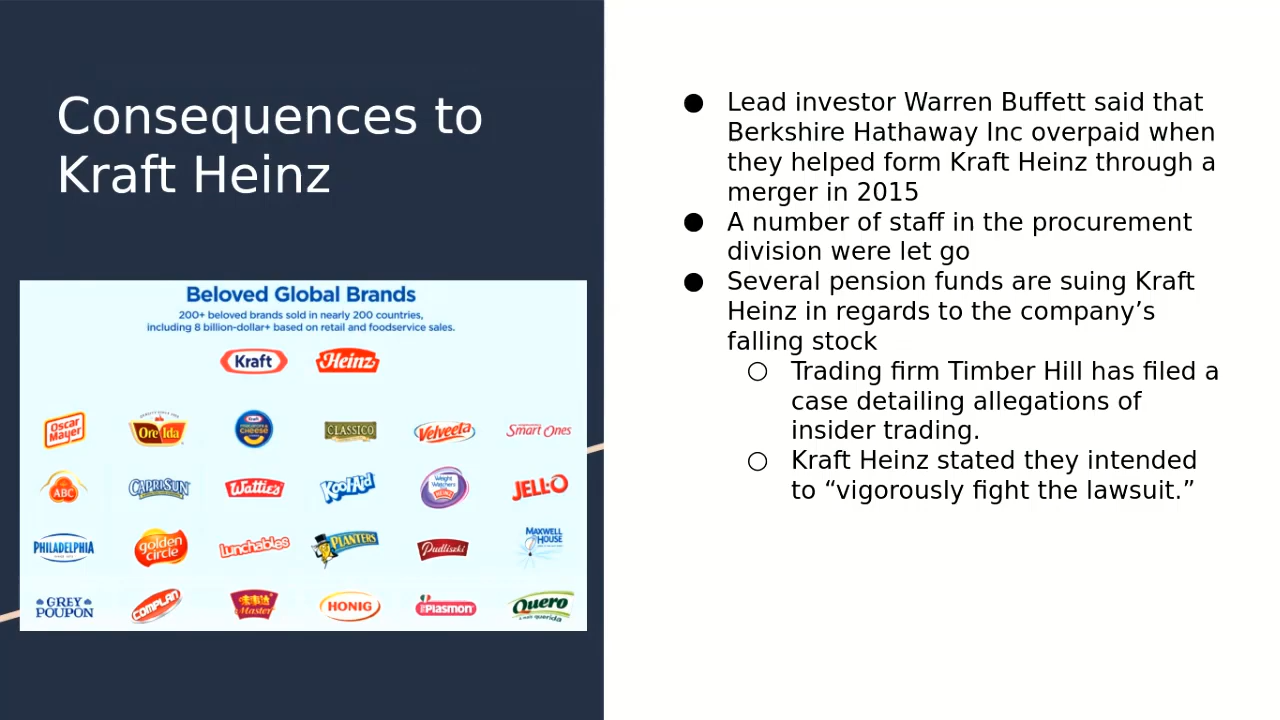 Consequences to
Kraft Heinz
Beloved Global Brands
200+ beloved brands sold in nearly 200 countries,
including 8 billion-dollar+ based on retail and foodservice sales.
Kraft
Heinz
Oscar
Mayer
Ore Ida
Kraft
CHEESE
CLASSICO
Velveeta
Smart Ones
ABC
CAPRI SUN
Wattie's
Kool-Aid
Weight
Watchers
HEINZ
JELL-O
PHILADELPHIA
golden
circle
Lunchables
PLANTERS
Pudliszki
MAXWELL
HOUSE
GREY
POUPON
COMPLAN
Master
HONIG
Plasmon
Quero
● Lead investor Warren Buffett said that
Berkshire Hathaway Inc overpaid when
they helped form Kraft Heinz through a
merger in 2015
● A number of staff in the procurement
division were let go
● Several pension funds are suing Kraft
Heinz in regards to the company’s
falling stock
○ Trading firm Timber Hill has filed a
case detailing allegations of
insider trading.
○ Kraft Heinz stated they intended
to “vigorously fight the lawsuit.”